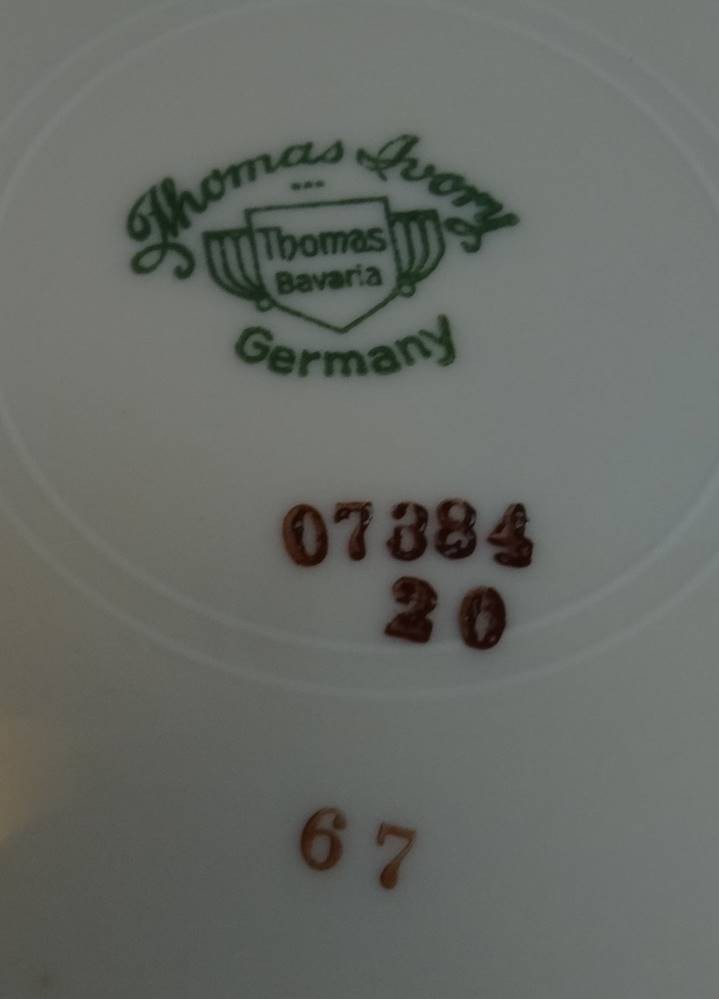 Thomas Ivory
Thomas
Bavaria
Germany
07384
20
67